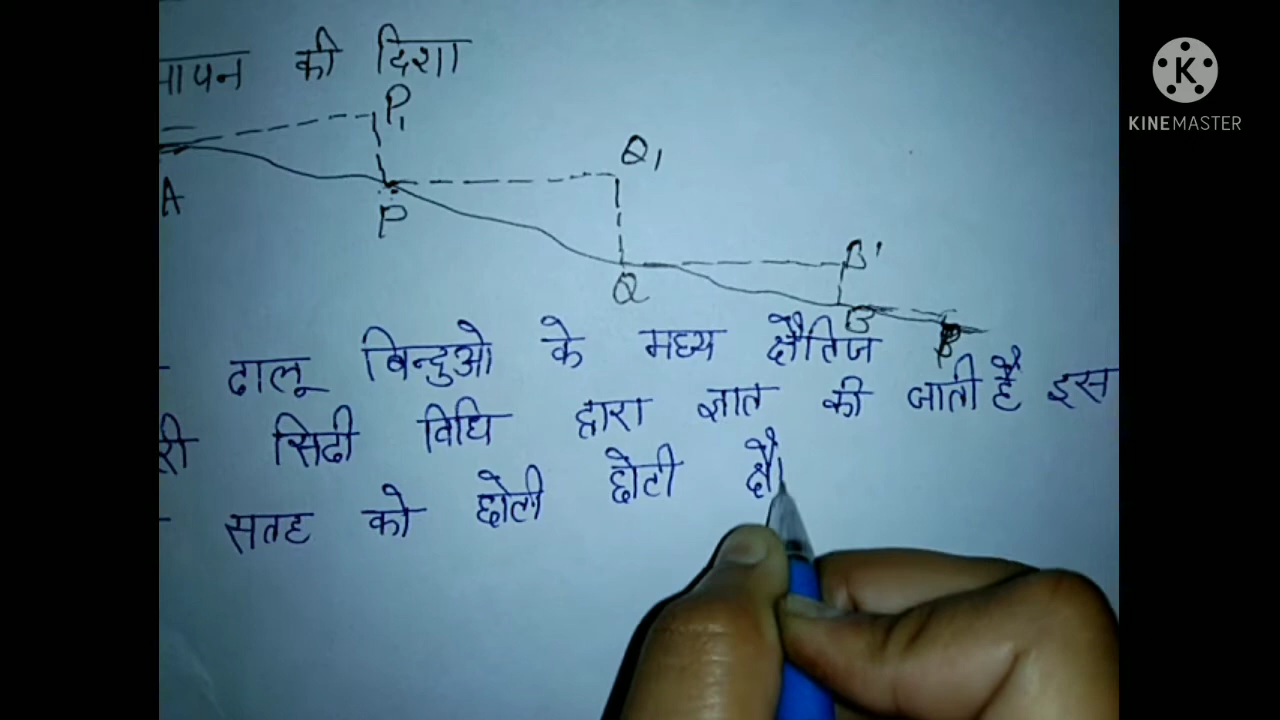 मापन की दिशा
P₁
Q₁
A
P
B'
Q
B
ढालू बिन्दुओ के मध्य क्षैतिज
री सिढी विधि द्वारा ज्ञात की जाती है इस
सतह को छोटी छोटी क्षै
KINEMASTER